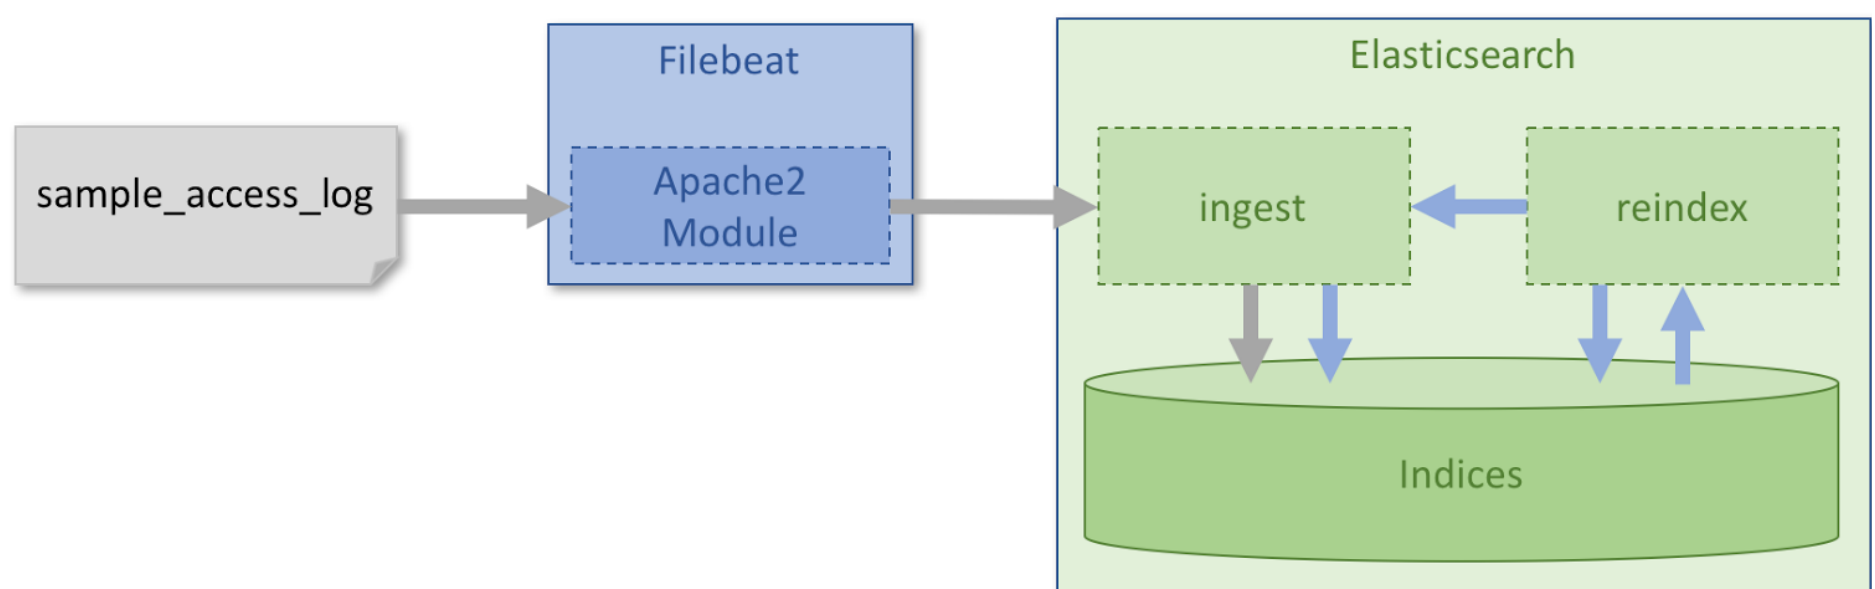 sample_access_log
Filebeat
Apache2
Module
Elasticsearch
ingest
reindex
Indices